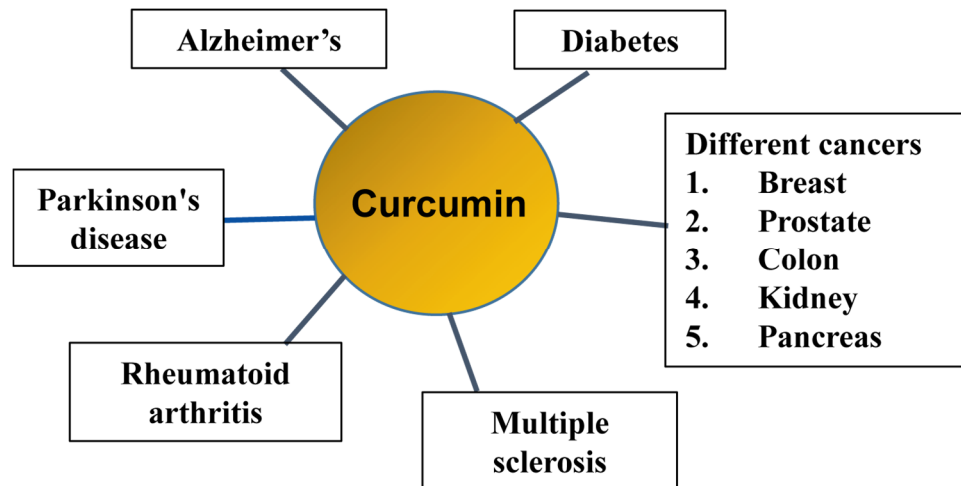 Alzheimer’s
Diabetes
Different cancers
1. Breast
2. Prostate
3. Colon
4. Kidney
5. Pancreas
Parkinson's
disease
Curcumin
Rheumatoid
arthritis
Multiple
sclerosis